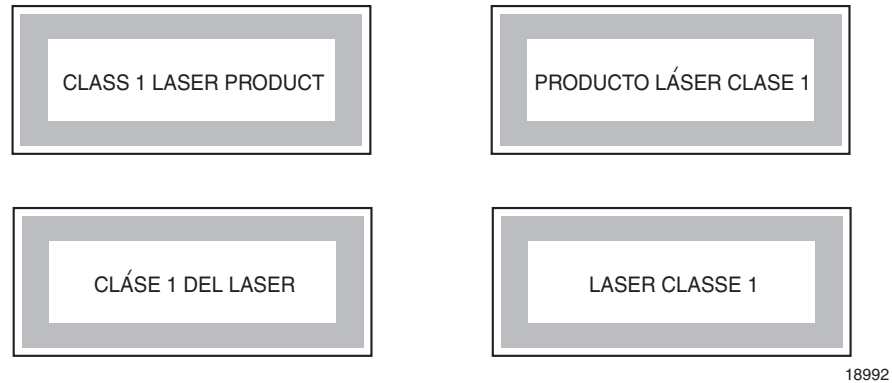 CLASS 1 LASER PRODUCT
PRODUCTO LÁSER CLASE 1
CLÁSE 1 DEL LASER
LASER CLASSE 1
18992